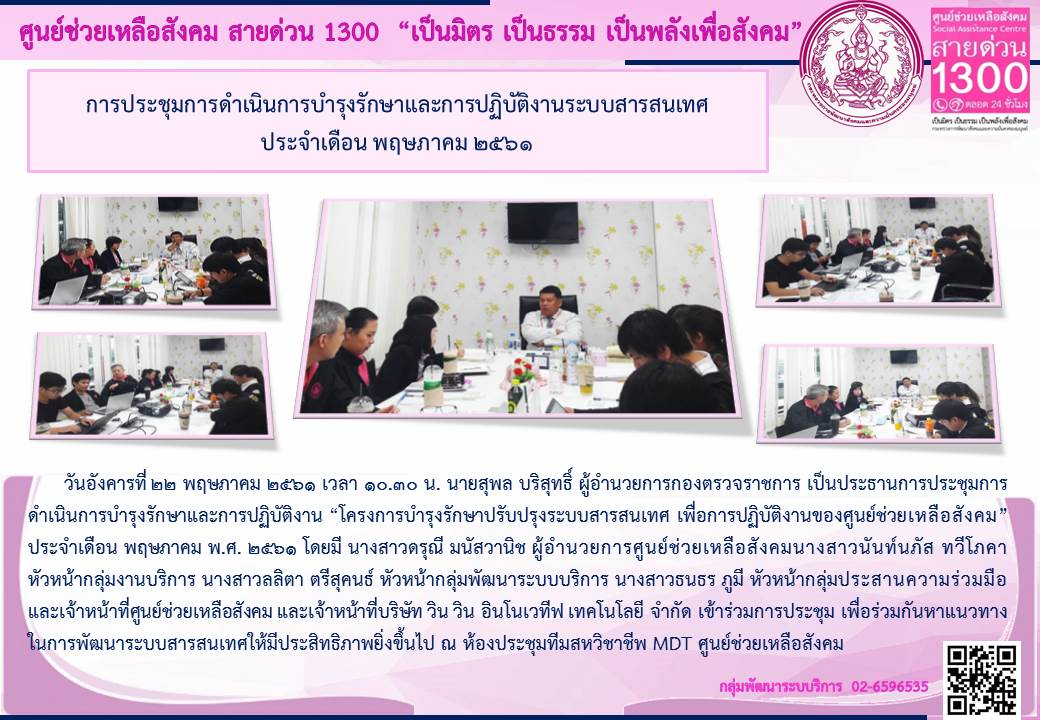 ศูนย์ช่วยเหลือสังคม สายด่วน 1300 “เป็นมิตร เป็นธรรม เป็นพลังเพื่อสังคม”
ศูนย์ช่วยเหลือสังคม
Social Assistance Centre
สายด่วน
1300
ตลอด 24 ชั่วโมง
เป็นมิตร เป็นธรรม เป็นพลังเพื่อสังคม
กระทรวงการพัฒนาสังคมและความมั่นคงของมนุษย์
การประชุมการดำเนินการบำรุงรักษาและการปฏิบัติงานระบบสารสนเทศ
ประจำเดือน พฤษภาคม ๒๕๖๑
วันอังคารที่ ๒๒ พฤษภาคม ๒๕๖๑ เวลา ๑๐.๓๐ น. นายสุพล บริสุทธิ์ ผู้อำนวยการกองตรวจราชการ เป็นประธานการประชุมการ
ดำเนินการบำรุงรักษาและการปฏิบัติงาน “โครงการบำรุงรักษาปรับปรุงระบบสารสนเทศ เพื่อการปฏิบัติงานของศูนย์ช่วยเหลือสังคม”
ประจำเดือน พฤษภาคม พ.ศ. ๒๕๖๑ โดยมี นางสาวดรุณี มนัสวานิช ผู้อำนวยการศูนย์ช่วยเหลือสังคมนางสาวนันท์นภัส ทวีโภคา
หัวหน้ากลุ่มงานบริการ นางสาวลลิตา ตรีสุคนธ์ หัวหน้ากลุ่มพัฒนาระบบบริการ นางสาวธนธร ภูมี หัวหน้ากลุ่มประสานความร่วมมือ
และเจ้าหน้าที่ศูนย์ช่วยเหลือสังคม และเจ้าหน้าที่บริษัท วิน วิน อินโนเวทีฟ เทคโนโลยี จำกัด เข้าร่วมการประชุม เพื่อร่วมกันหาแนวทาง
ในการพัฒนาระบบสารสนเทศให้มีประสิทธิภาพยิ่งขึ้นไป ณ ห้องประชุมทีมสหวิชาชีพ MDT ศูนย์ช่วยเหลือสังคม
กลุ่มพัฒนาระบบบริการ 02-6596535